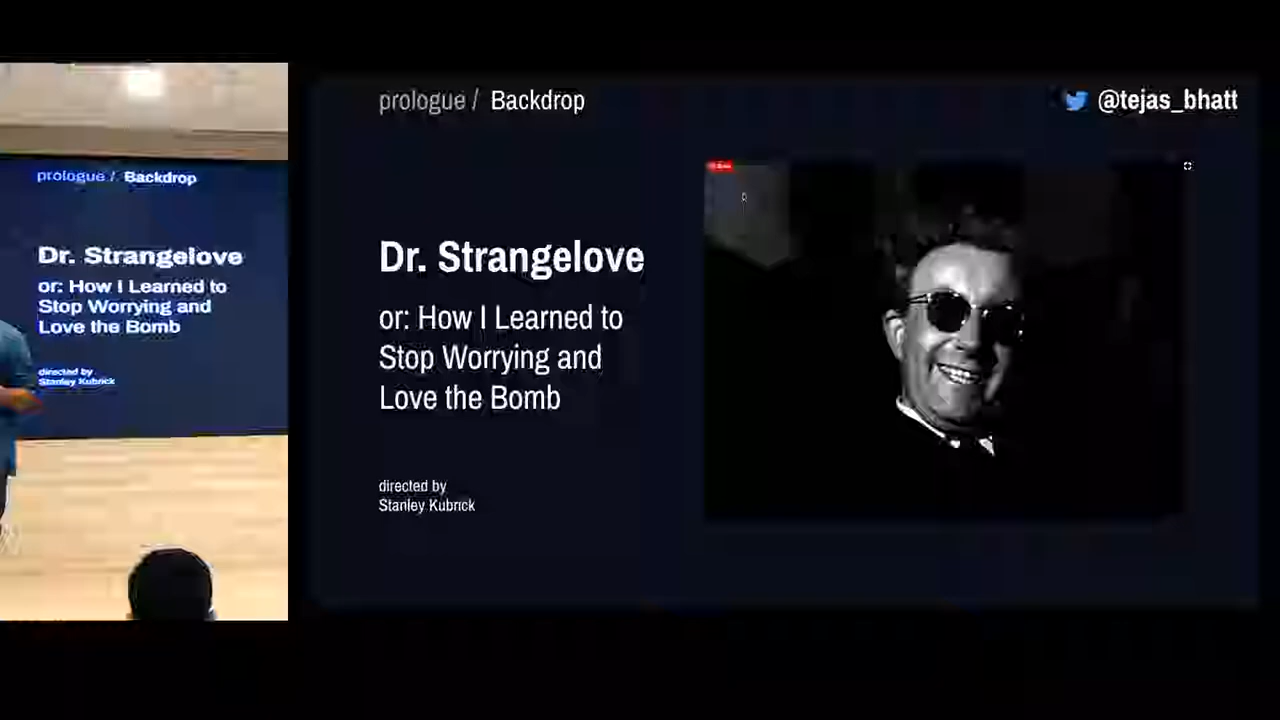 prologue / Backdrop
Dr. Strangelove
or: How I Learned to
Stop Worrying and
Love the Bomb
directed by
Stanley Kubrick
prologue / Backdrop
@tejas_bhatt
Dr. Strangelove
or: How I Learned to
Stop Worrying and
Love the Bomb
directed by
Stanley Kubrick